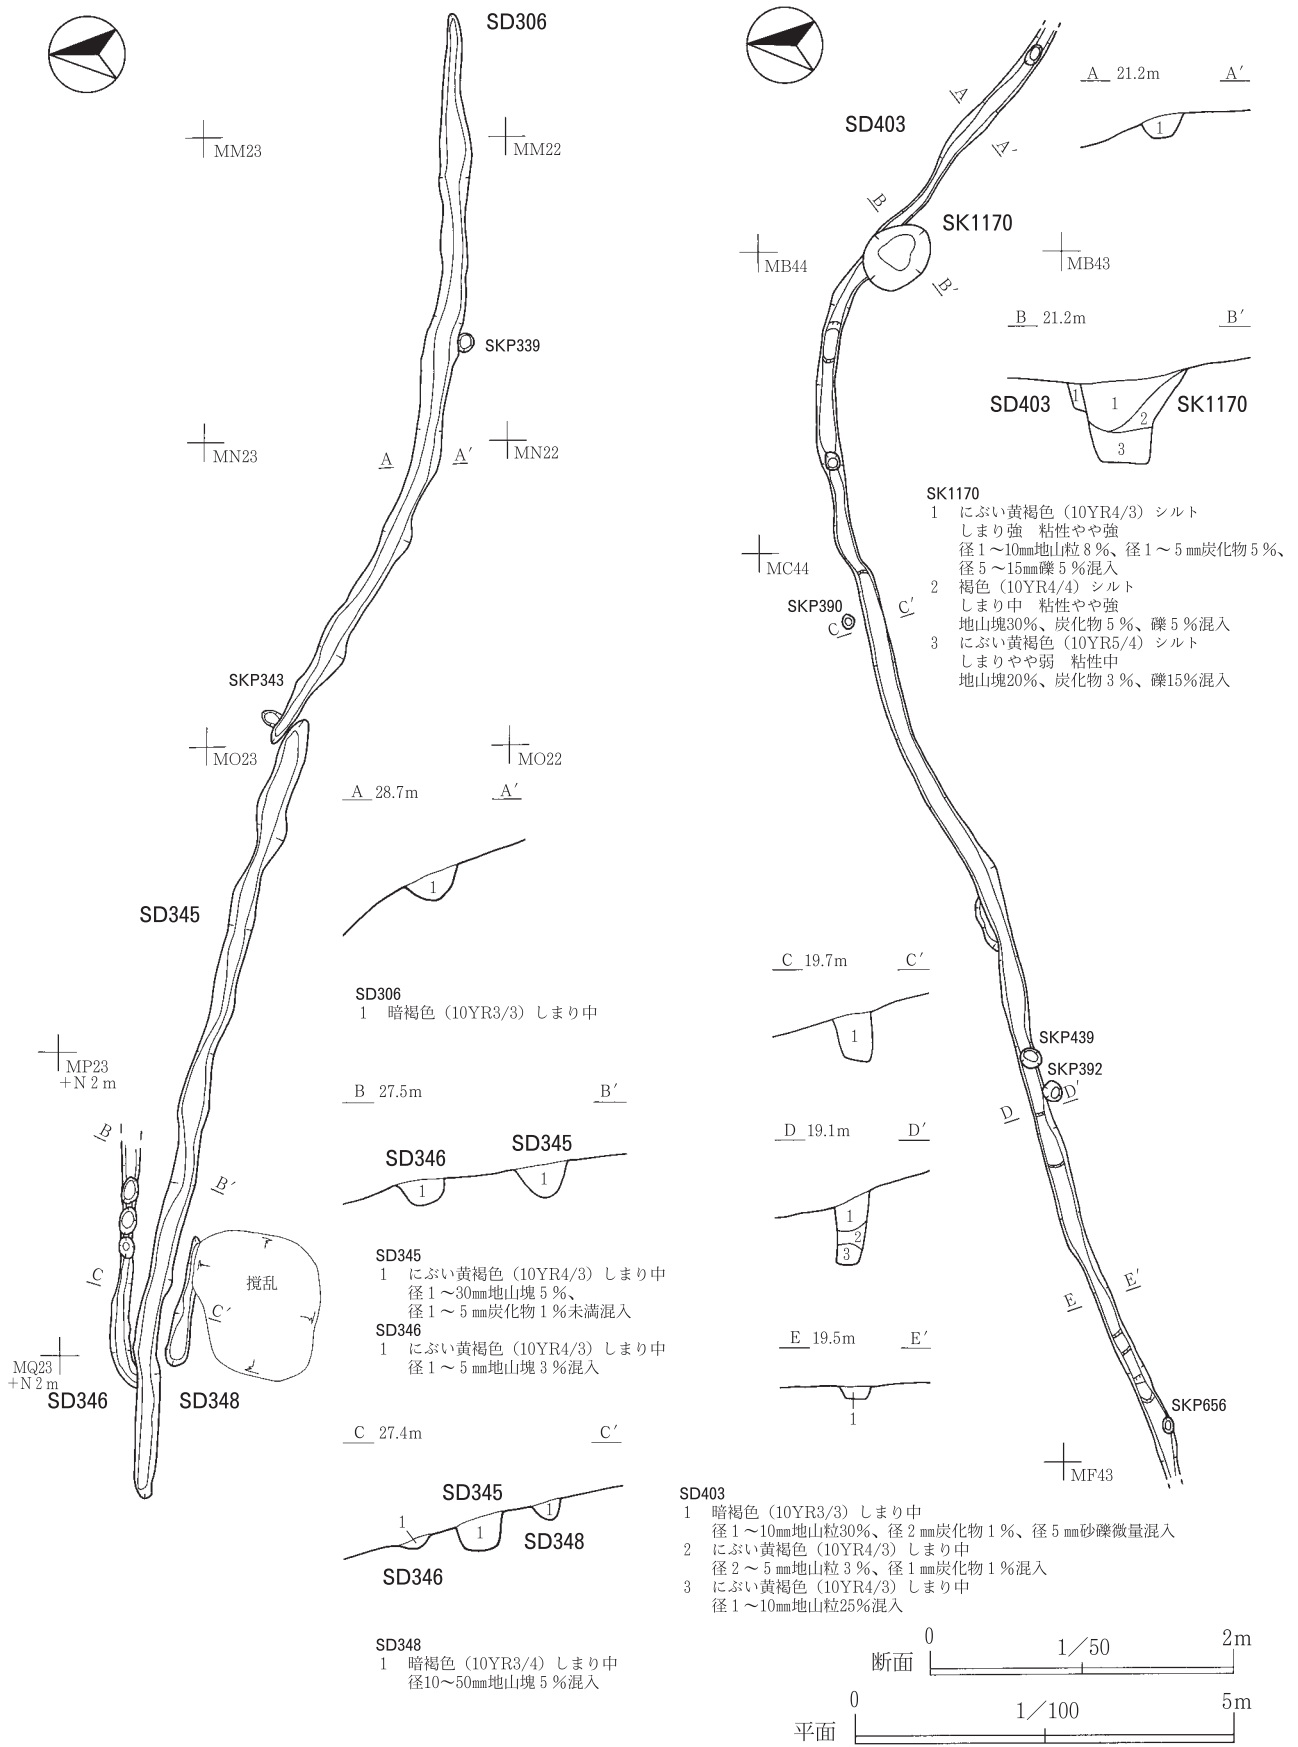 SD306
MM23
MM22
SKP339
MN23
MN22
A
A′
SKP343
MO23
MO22
A 28.7m A′
1
SD345
SD306
1 暗褐色（10YR3/3）しまり中
MP23
+N 2 m
B 27.5m B′
B
B′
SD346
SD345
1
1
C
C′
撹乱
SD345
1 にぶい黄褐色（10YR4/3）しまり中
径 1 〜30㎜地山塊 5 %、
径 1 〜 5 ㎜炭化物 1 %未満混入
SD346
1 にぶい黄褐色（10YR4/3）しまり中
径 1 〜 5 ㎜地山塊 3 %混入
MQ23
+N 2 m
SD346
SD348
C 27.4m C′
SD345
1
1
1
SD348
SD346
SD348
1 暗褐色（10YR3/4）しまり中
径10〜50㎜地山塊 5 %混入
A 21.2m A′
1
A
A′
SD403
B
SK1170
B′
MB44
MB43
B 21.2m B′
SD403
1
1
2
3
SK1170
SK1170
1 にぶい黄褐色（10YR4/3）シルト
しまり強 粘性やや強
径 1 〜10㎜地山粒 8 %、径 1 〜 5 ㎜炭化物 5 %、
径 5 〜15㎜礫 5 %混入
2 褐色（10YR4/4）シルト
しまり中 粘性やや強
地山塊30%、炭化物 5 %、礫 5 %混入
3 にぶい黄褐色（10YR5/4）シルト
しまりやや弱 粘性中
地山塊20%、炭化物 3 %、礫15%混入
MC44
SKP390
C
C′
C 19.7m C′
1
SKP439
SKP392
D′
D
D 19.1m D′
1
2
3
E′
E
E 19.5m E′
1
SKP656
MF43
SD403
1 暗褐色（10YR3/3）しまり中
径 1 〜10㎜地山粒30%、径 2 ㎜炭化物 1 %、径 5 ㎜砂礫微量混入
2 にぶい黄褐色（10YR4/3）しまり中
径 2 〜 5 ㎜地山粒 3 %、径 1 ㎜炭化物 1 %混入
3 にぶい黄褐色（10YR4/3）しまり中
径 1 〜10㎜地山粒25%混入
断面 0 1／50 2m
平面 0 1／100 5m